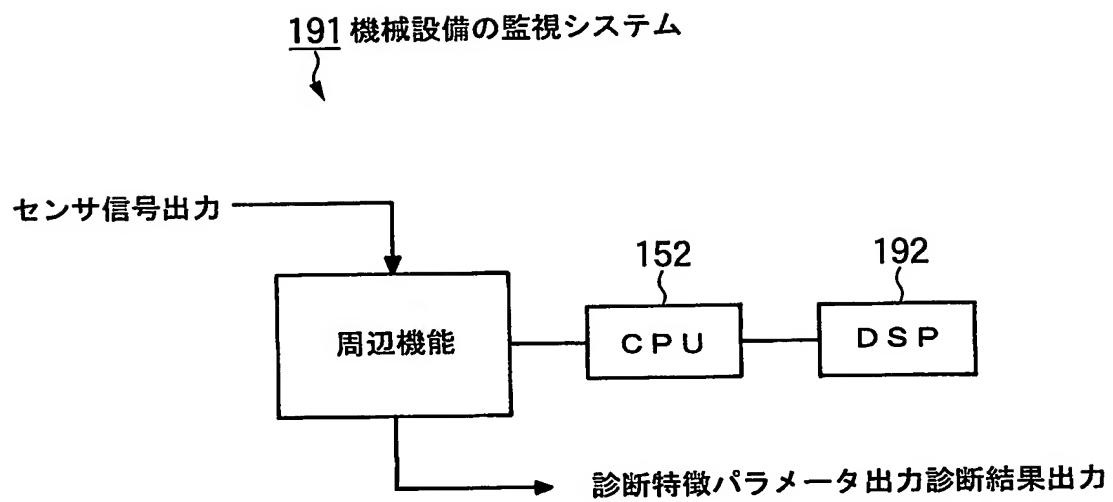 191 機械設備の監視システム
センサ信号出力
152
192
周辺機能
CPU
DSP
診断特徴パラメータ出力診断結果出力